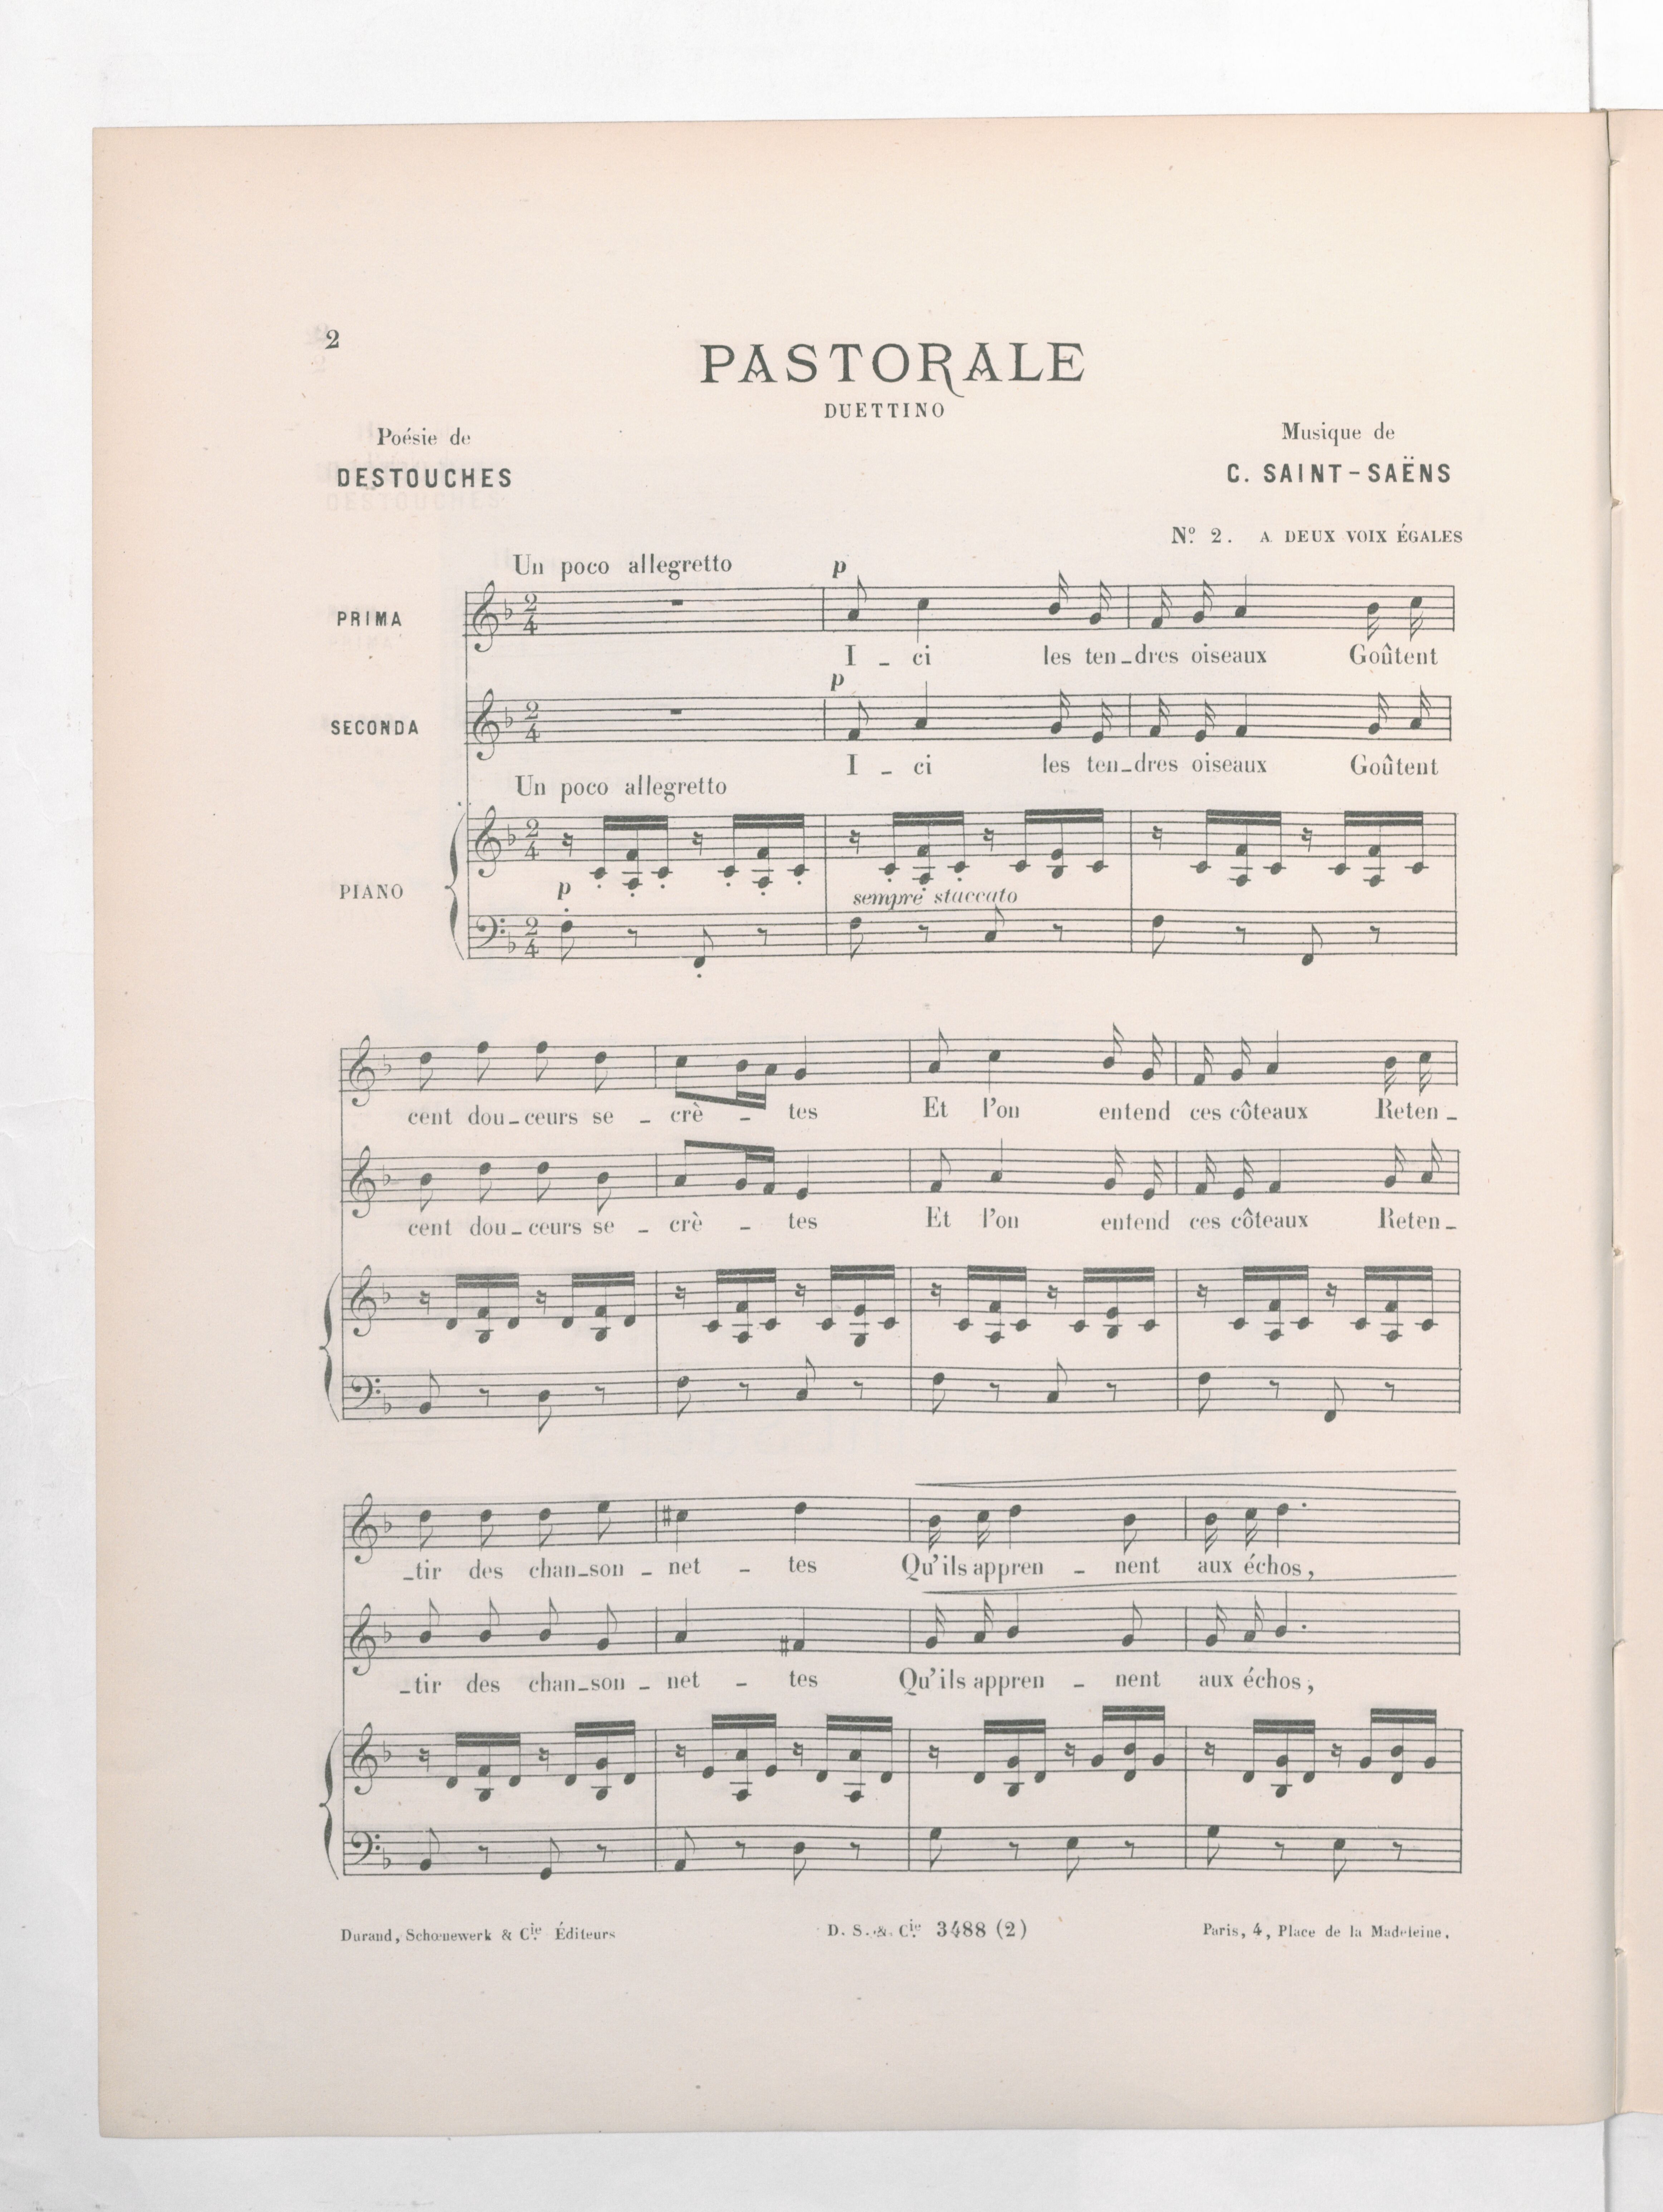 2
PASTORALE
DUETTINO
Poésie de
DESTOUCHES
Musique de
C. SAINT-SAËNS
Nº 2. A DEUX VOIX ÉGALES
Un poco allegretto
p
PRIMA
I - ci les ten-dres oiseaux Goûtent
p
SECONDA
I - ci les ten-dres oiseaux Goûtent
Un poco allegretto
PIANO
p
sempre staccato
cent dou-ceurs se - crè - tes Et l'on entend ces côteaux Reten-
cent dou-ceurs se - crè - tes Et l'on entend ces côteaux Reten-
-tir des chan-son - net - tes Qu'ils appren - nent aux échos,
-tir des chan-son - net - tes Qu'ils appren - nent aux échos,
Durand, Schœnewerk & Cie Éditeurs
D. S. & Cie 3488 (2)
Paris, 4, Place de la Madeleine.